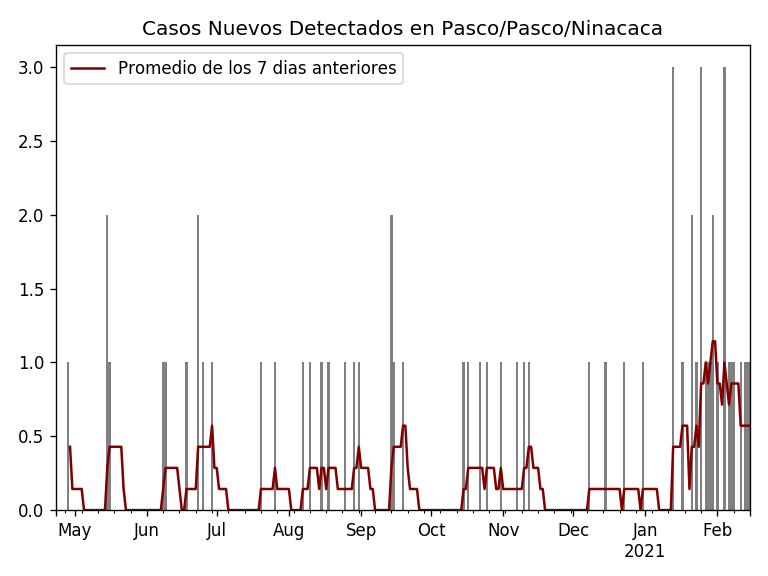 Casos Nuevos Detectados en Pasco/Pasco/Ninacaca
Promedio de los 7 dias anteriores
3.0
2.5
2.0
1.5
1.0
0.5
0.0
May Jun Jul Aug Sep Oct Nov Dec Jan Feb
2021